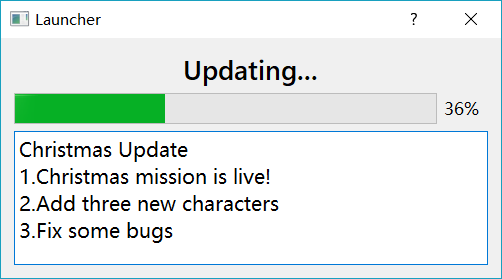 Launcher
?
Updating...
36%
Christmas Update
1.Christmas mission is live!
2.Add three new characters
3.Fix some bugs